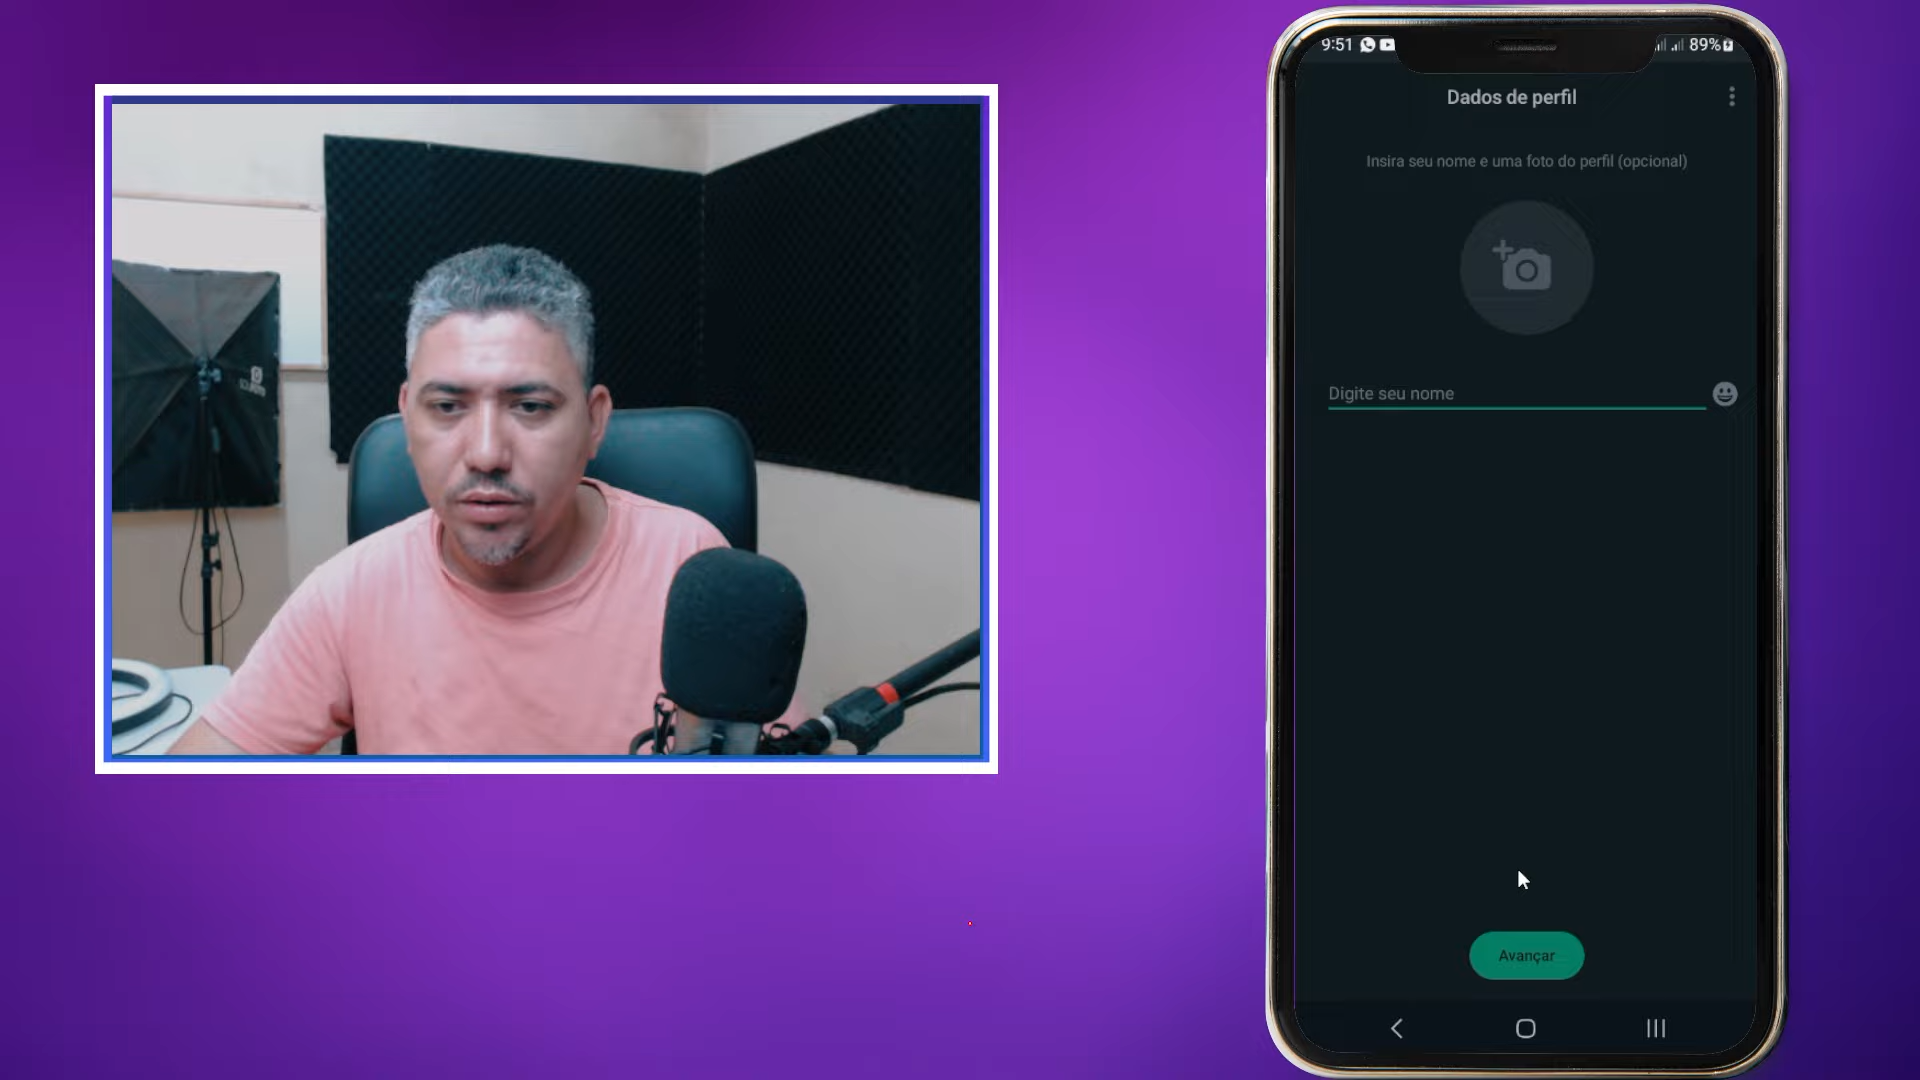 9:51
89%
Dados de perfil
Insira seu nome e uma foto do perfil (opcional)
Digite seu nome
Avançar